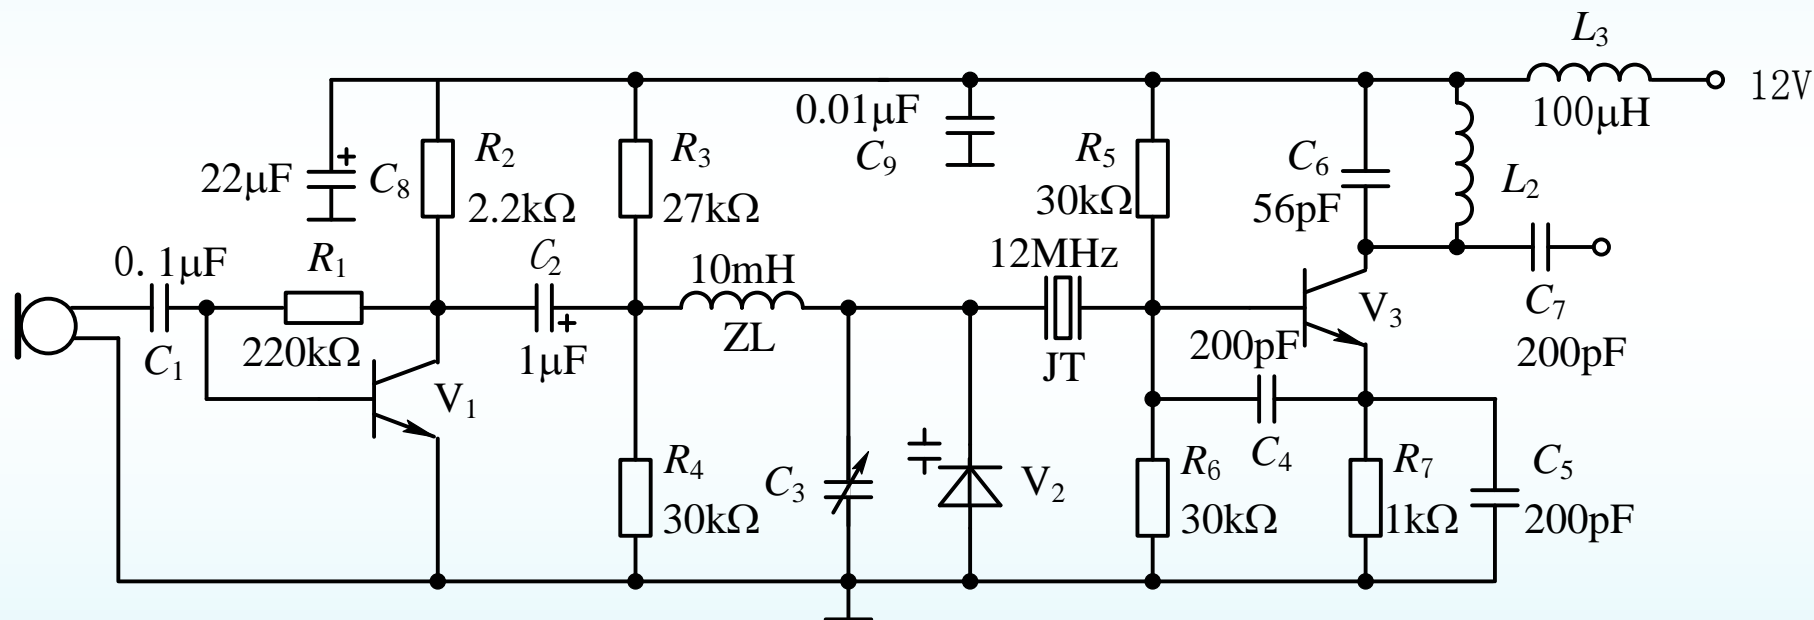 L3
12V
100μH
0.01μF
C9
R2
2.2kΩ
R3
27kΩ
R5
30kΩ
C6
56pF
L2
22μF
C8
0.1μF
C1
R1
220kΩ
C2
1μF
10mH
ZL
12MHz
JT
V3
C7
200pF
V1
200pF
C4
R4
30kΩ
C3
V2
R6
30kΩ
R7
1kΩ
C5
200pF